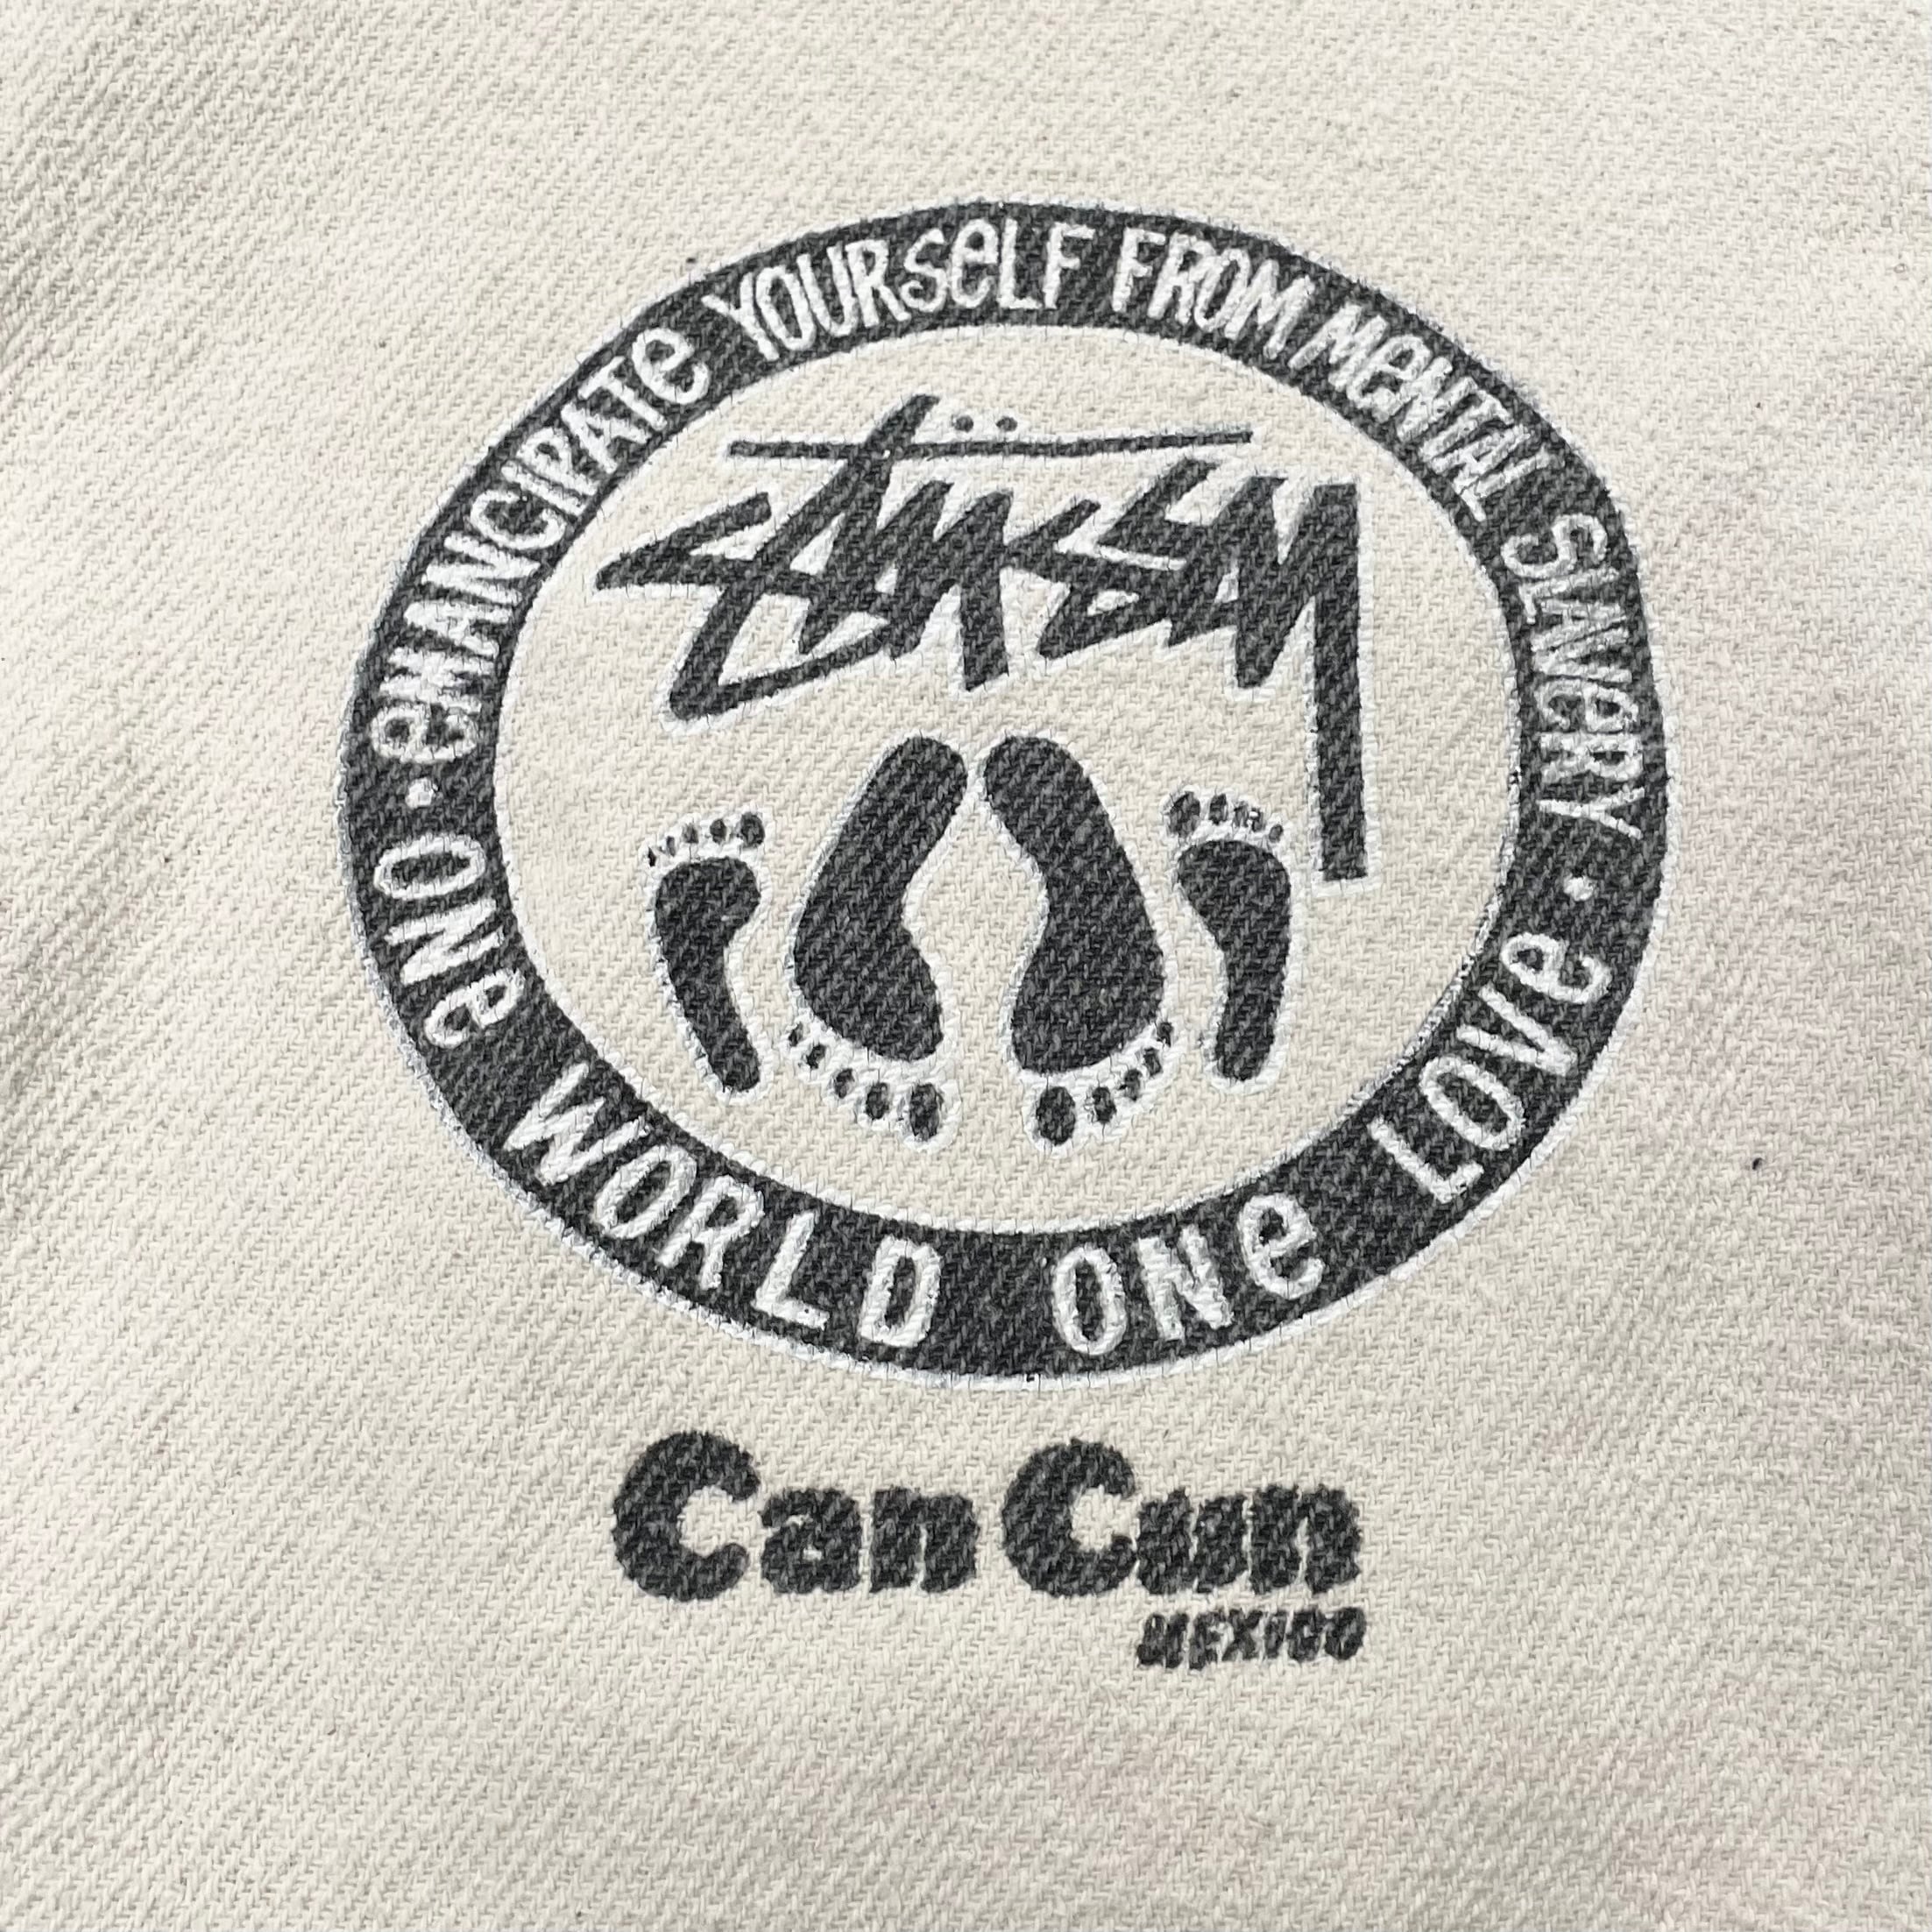 eMANCIPATe YOURSeLF FROM MeNTAL SLAVeRY · ONe WORLD ONe LOVe ·
STÜSSY
Can Cun
MEXICO